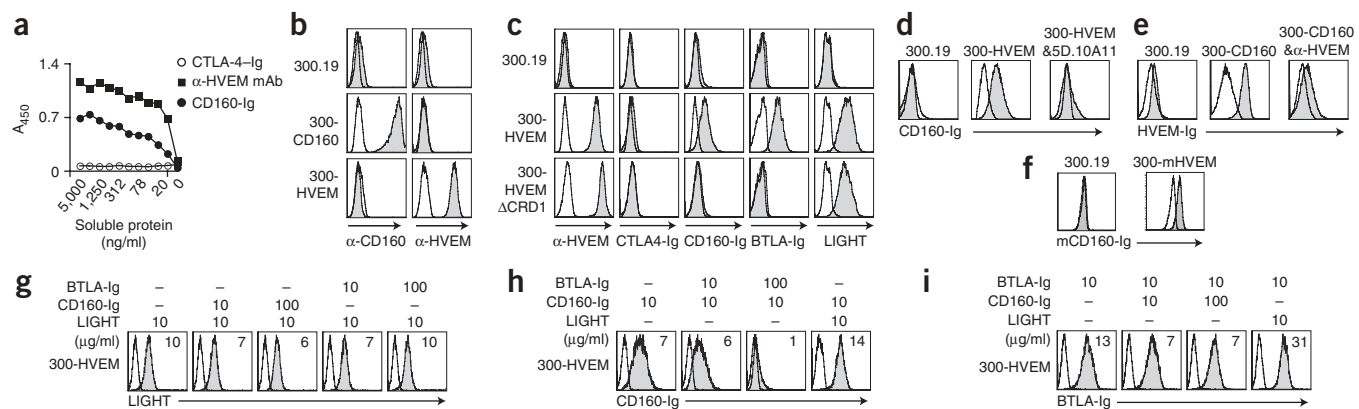 a
1.4
0.7
0
A450
5,000
1,250
312
78
20
0
Soluble protein
(ng/ml)
CTLA-4–Ig
α-HVEM mAb
CD160-Ig
b
300.19
300-
CD160
300-
HVEM
α-CD160 α-HVEM
c
300.19
300-
HVEM
300-
HVEM
ΔCRD1
α-HVEM CTLA4-Ig CD160-Ig BTLA-Ig LIGHT
d
300.19 300-HVEM 300-HVEM
&5D.10A11
CD160-Ig
e
300.19 300-CD160 300-CD160
&α-HVEM
HVEM-Ig
f
300.19 300-mHVEM
mCD160-Ig
g
BTLA-Ig – – – 10 100
CD160-Ig – 10 100 – –
LIGHT 10 10 10 10 10
(μg/ml) 10 7 6 7 10
300-HVEM
LIGHT
h
BTLA-Ig – 10 100 –
CD160-Ig 10 10 10 10
LIGHT – – – 10
(μg/ml) 7 6 1 14
300-HVEM
CD160-Ig
i
BTLA-Ig 10 10 10 10
CD160-Ig – 10 100 –
LIGHT – – – 10
(μg/ml) 13 7 7 31
300-HVEM
BTLA-Ig